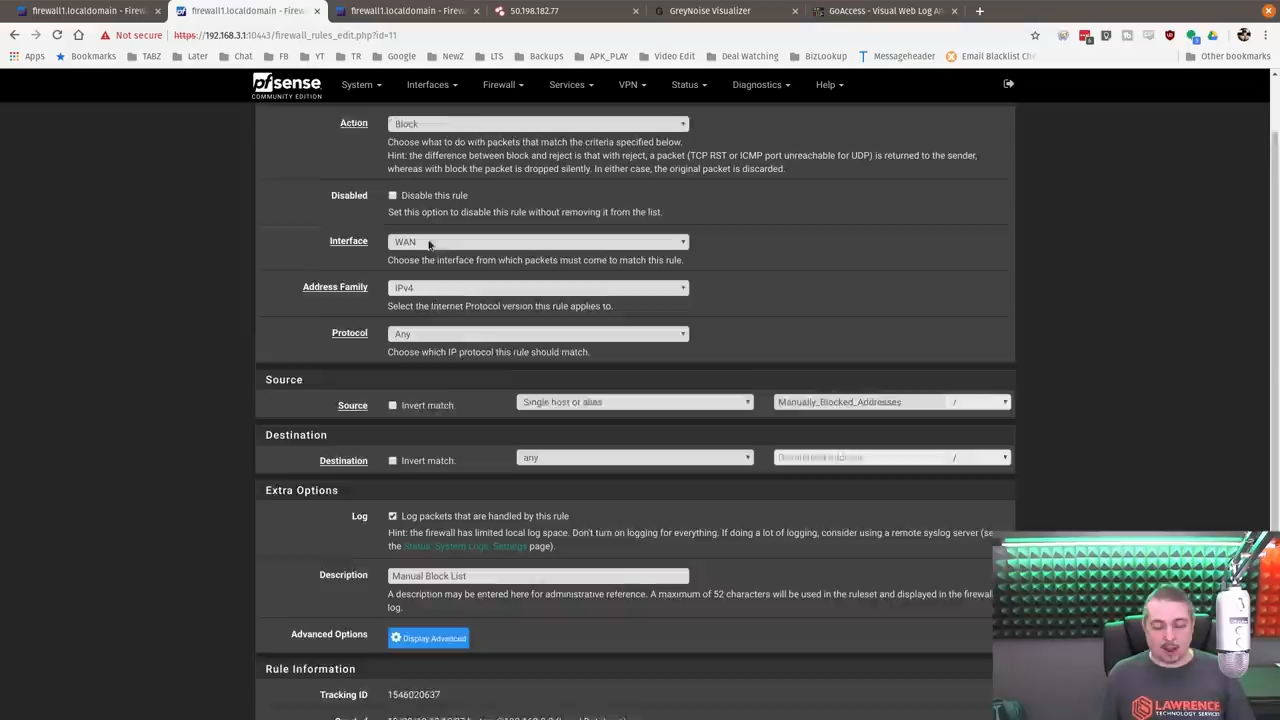 firewall1.localdomain - Firew
firewall1.localdomain - Firew
firewall1.localdomain - Firew
50.198.182.77
GreyNoise Visualizer
GoAccess - Visual Web Log An
Not secure
https://192.168.3.1:10443/firewall_rules_edit.php?id=11
Apps
Bookmarks
TABZ
Later
Chat
FB
YT
TR
Google
NewZ
LTS
Backups
APK_PLAY
Video Edit
Deal Watching
BizLookup
Messageheader
Email Blacklist Che
Other bookmarks
pfsense
COMMUNITY EDITION
System
Interfaces
Firewall
Services
VPN
Status
Diagnostics
Help
Action
Block
Choose what to do with packets that match the criteria specified below.
Hint: the difference between block and reject is that with reject, a packet (TCP RST or ICMP port unreachable for UDP) is returned to the sender,
whereas with block the packet is dropped silently. In either case, the original packet is discarded.
Disabled
Disable this rule
Set this option to disable this rule without removing it from the list.
Interface
WAN
Choose the interface from which packets must come to match this rule.
Address Family
IPv4
Select the Internet Protocol version this rule applies to.
Protocol
Any
Choose which IP protocol this rule should match.
Source
Source
Invert match.
Single host or alias
Manually_Blocked_Addresses
/
Destination
Destination
Invert match.
any
/
Extra Options
Log
Log packets that are handled by this rule
Hint: the firewall has limited local log space. Don't turn on logging for everything. If doing a lot of logging, consider using a remote syslog server (se
the Status: System Logs: Settings page).
Description
Manual Block List
A description may be entered here for administrative reference. A maximum of 52 characters will be used in the ruleset and displayed in the firewal
log.
Advanced Options
Display Advanced
Rule Information
Tracking ID
1546020637
LAWRENCE
TECHNOLOGY SERVICES